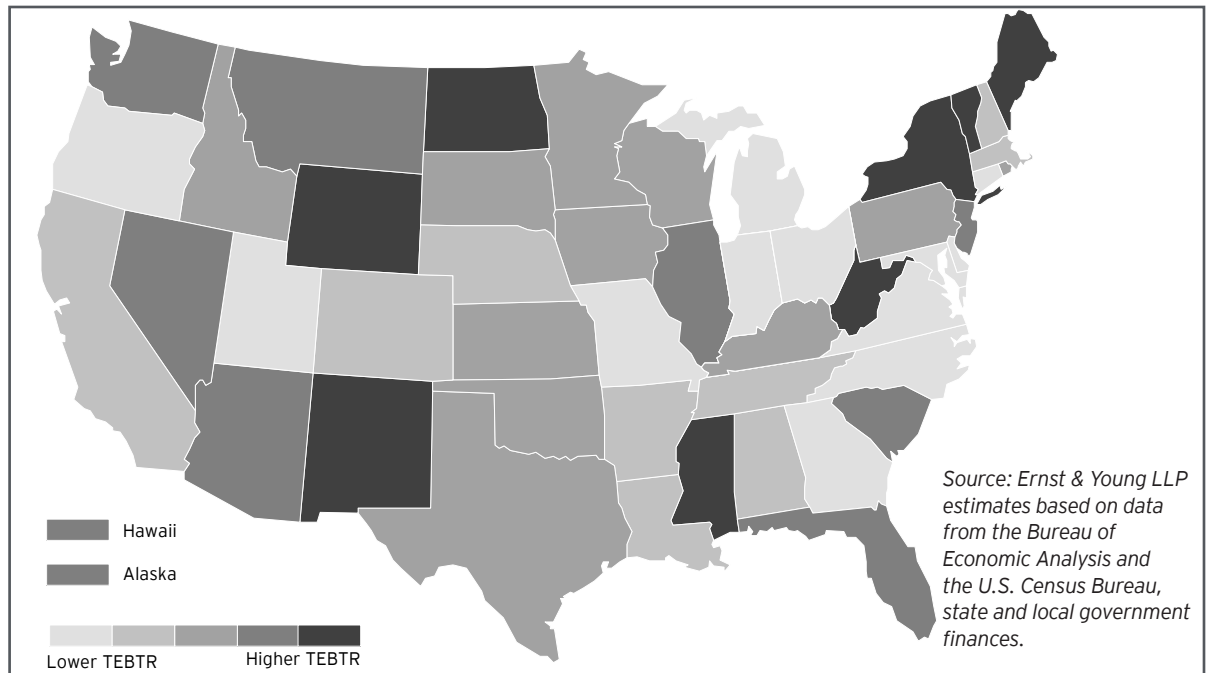 Source: Ernst & Young LLP
estimates based on data
from the Bureau of
Economic Analysis and
the U.S. Census Bureau,
state and local government
finances.
Hawaii
Alaska
Lower TEBTR
Higher TEBTR